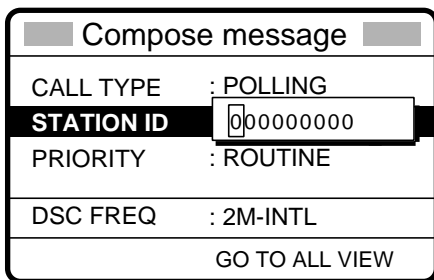 Compose message
CALL TYPE : POLLING
STATION ID 000000000
PRIORITY : ROUTINE
DSC FREQ : 2M-INTL
GO TO ALL VIEW